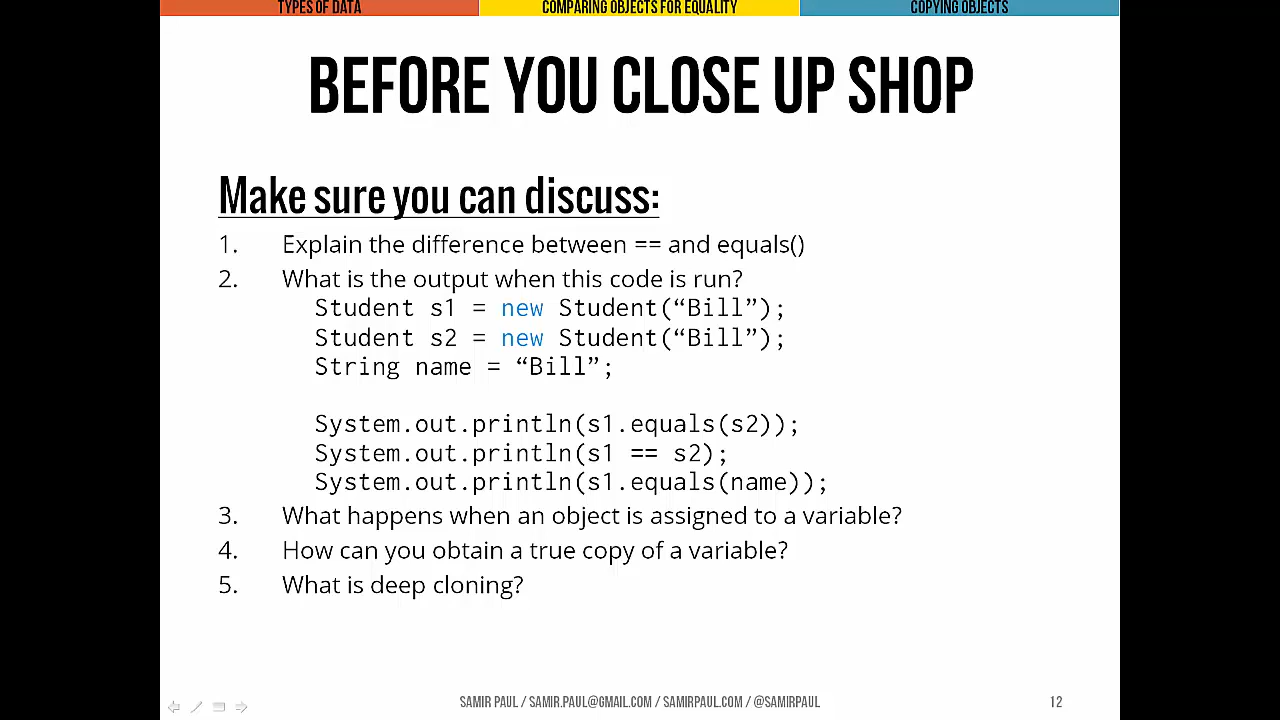 TYPES OF DATA COMPARING OBJECTS FOR EQUALITY COPYING OBJECTS
BEFORE YOU CLOSE UP SHOP
Make sure you can discuss:
1. Explain the difference between == and equals()
2. What is the output when this code is run?
Student s1 = new Student(“Bill”);
Student s2 = new Student(“Bill”);
String name = “Bill”;
System.out.println(s1.equals(s2));
System.out.println(s1 == s2);
System.out.println(s1.equals(name));
3. What happens when an object is assigned to a variable?
4. How can you obtain a true copy of a variable?
5. What is deep cloning?
SAMIR PAUL / SAMIR.PAUL@GMAIL.COM / SAMIRPAUL.COM / @SAMIRPAUL 12